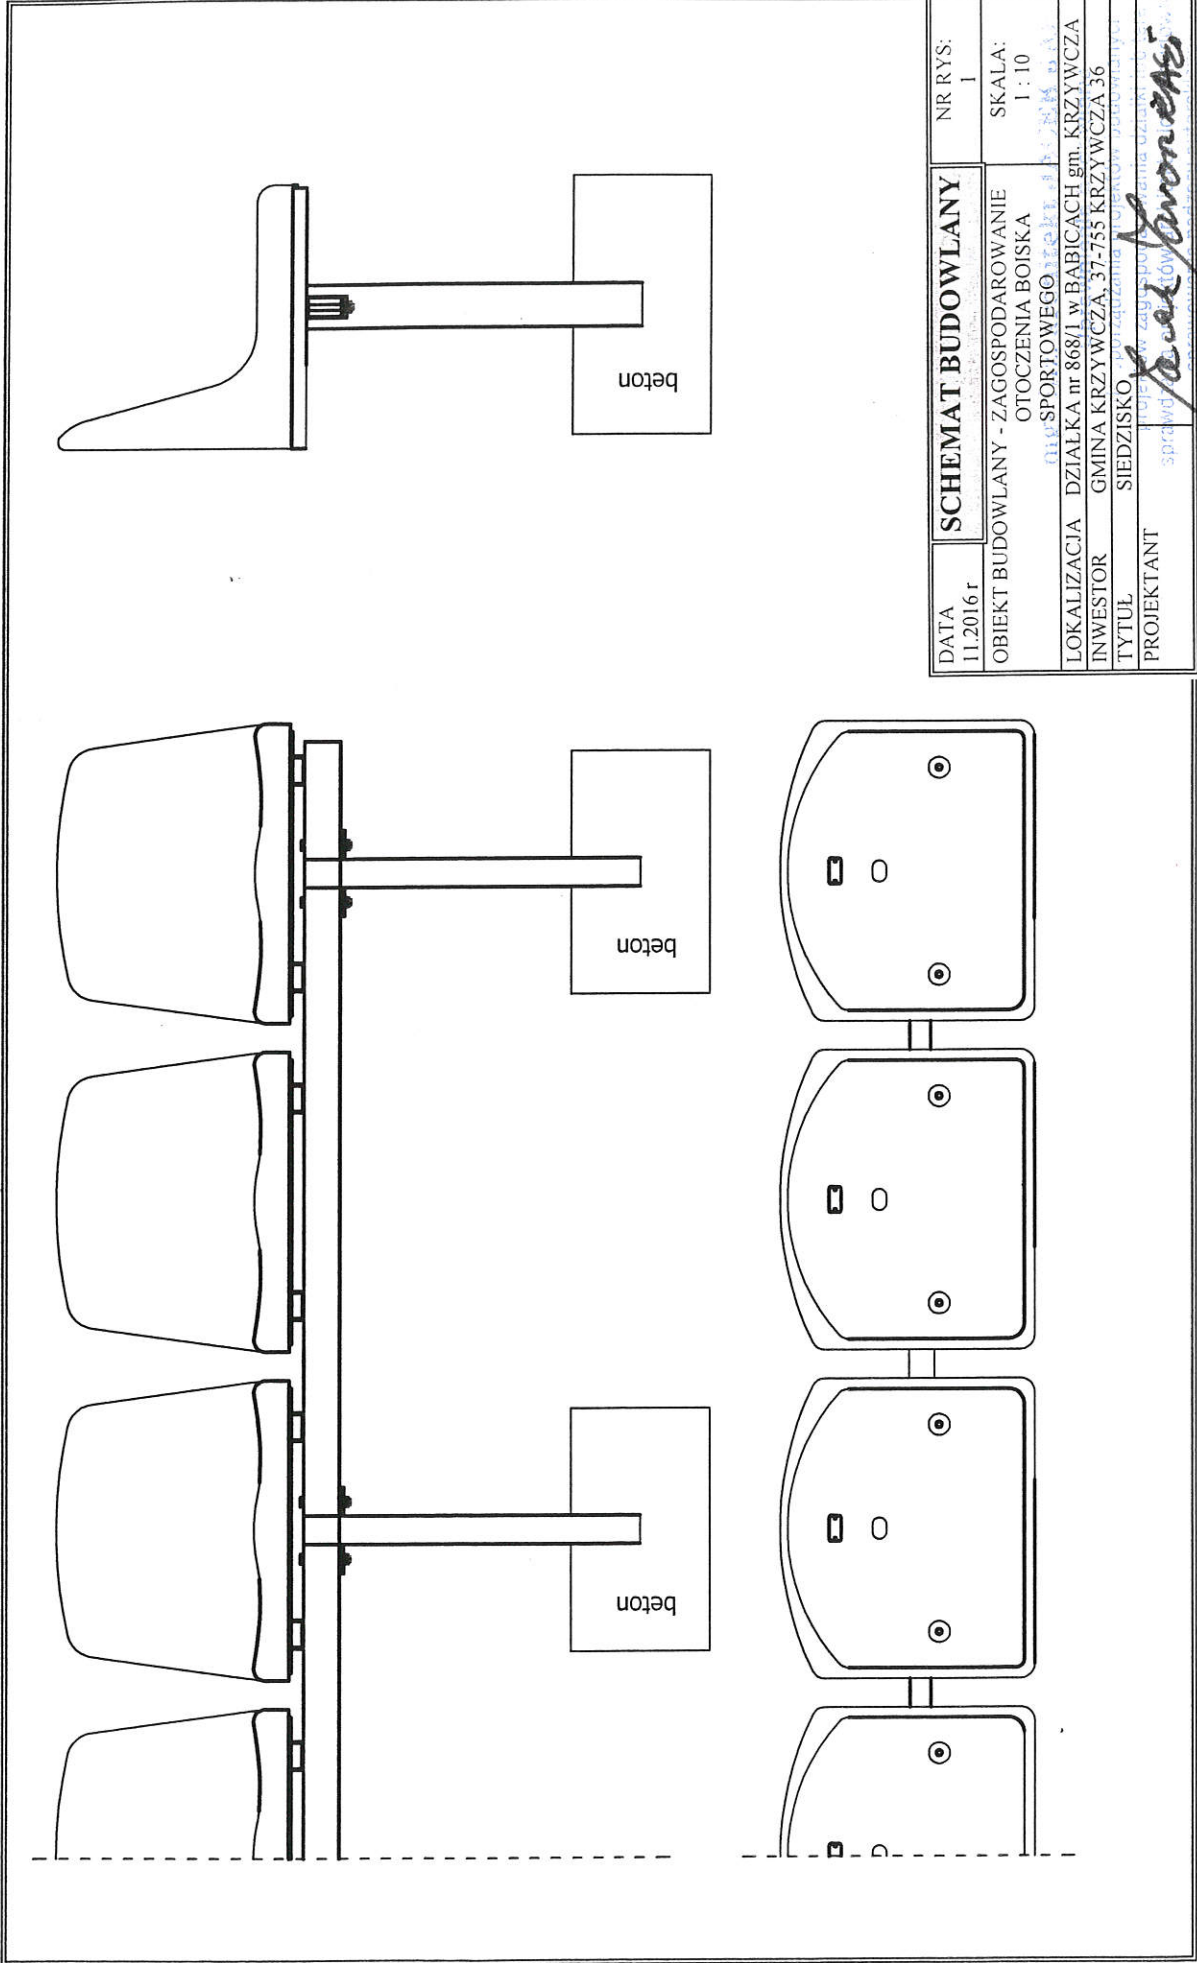 beton
beton
beton
DATA
11.2016 r
SCHEMAT BUDOWLANY
NR RYS:
1
OBIEKT BUDOWLANY - ZAGOSPODAROWANIE
OTOCZENIA BOISKA
SPORTOWEGO
SKALA:
1 : 10
LOKALIZACJA DZIAŁKA nr 868/1 w BABICACH gm. KRZYWCZA
INWESTOR GMINA KRZYWCZA, 37-755 KRZYWCZA 36
TYTUŁ SIEDZISKO
PROJEKTANT